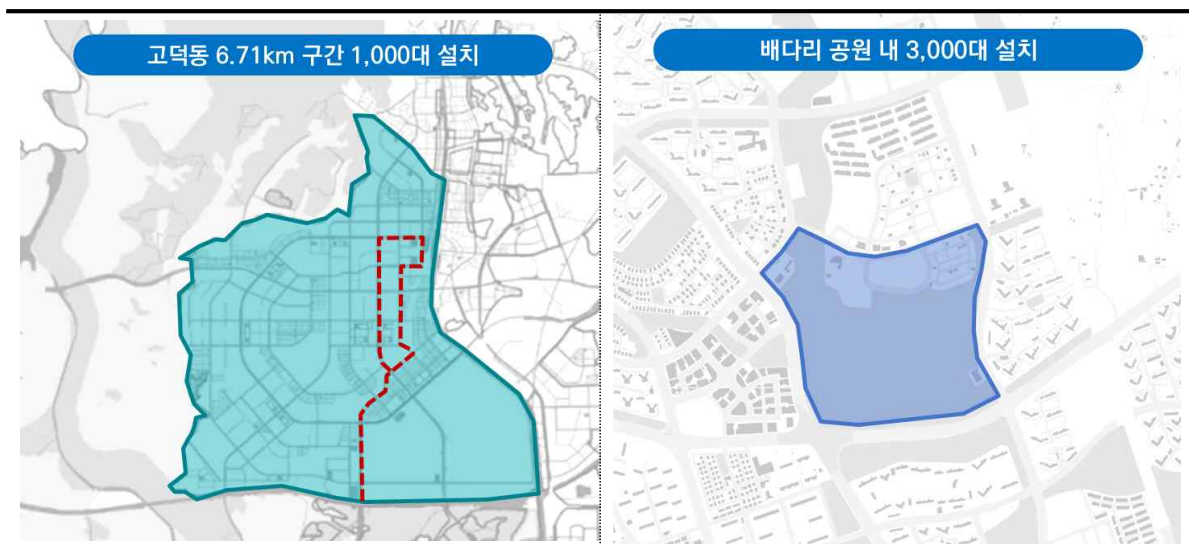 고덕동 6.71km 구간 1,000대 설치
배다리 공원 내 3,000대 설치